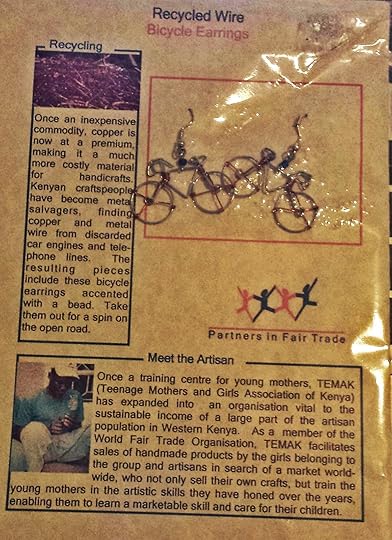 Recycled Wire
Bicycle Earrings
Recycling
Once an inexpensive
commodity, copper is
now at a premium,
making it a much
more costly material
for handicrafts.
Kenyan craftspeople
have become metal
salvagers, finding
copper and metal
wire from discarded
car engines and tele-
phone lines. The
resulting pieces
include these bicycle
earrings accented
with a bead. Take
them out for a spin on
the open road.
Partners in Fair Trade
Meet the Artisan
Once a training centre for young mothers, TEMAK
(Teenage Mothers and Girls Association of Kenya)
has expanded into an organisation vital to the
sustainable income of a large part of the artisan
population in Western Kenya. As a member of the
World Fair Trade Organisation, TEMAK facilitates
sales of handmade products by the girls belonging to
the group and artisans in search of a market world-
wide, who not only sell their own crafts, but train the
young mothers in the artistic skills they have honed over the years,
enabling them to learn a marketable skill and care for their children.